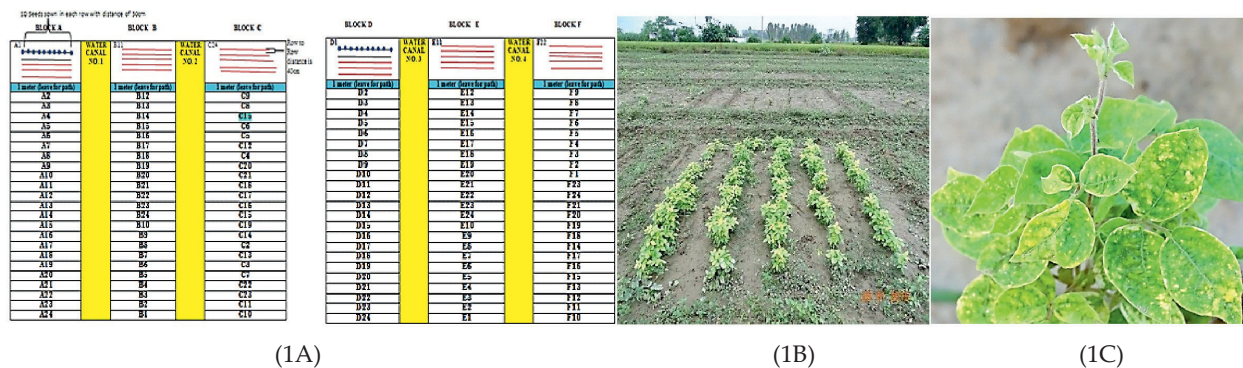 10 Seeds sown in each row with distance of 30cm
BLOCK A BLOCK B BLOCK C
A1 WATER CANAL NO.1 B11 WATER CANAL NO.2 C24 Row to Row distance is 40cm
1 meter (leave for path) 1 meter (leave for path) 1 meter (leave for path)
A2 B12 C9
A3 B13 C8
A4 B14 C15
A5 B15 C6
A6 B16 C5
A7 B17 C12
A8 B18 C4
A9 B19 C20
A10 B20 C21
A11 B21 C18
A12 B22 C17
A13 B23 C16
A14 B24 C15
A15 B10 C19
A16 B9 C14
A17 B8 C2
A18 B7 C13
A19 B6 C3
A20 B5 C7
A21 B4 C22
A22 B3 C23
A23 B2 C11
A24 B1 C10
BLOCK D BLOCK E BLOCK F
D1 WATER CANAL NO.3 E11 WATER CANAL NO.4 F22
1 meter (leave for path) 1 meter (leave for path) 1 meter (leave for path)
D2 E12 F9
D3 E13 F8
D4 E14 F7
D5 E15 F6
D6 E16 F5
D7 E17 F4
D8 E18 F3
D9 E19 F2
D10 E20 F1
D11 E21 F23
D12 E22 F24
D13 E23 F21
D14 E24 F20
D15 E10 F19
D16 E9 F18
D17 E8 F14
D18 E7 F17
D19 E6 F16
D20 E5 F15
D21 E4 F13
D22 E3 F12
D23 E2 F11
D24 E1 F10
(1A) (1B) (1C)